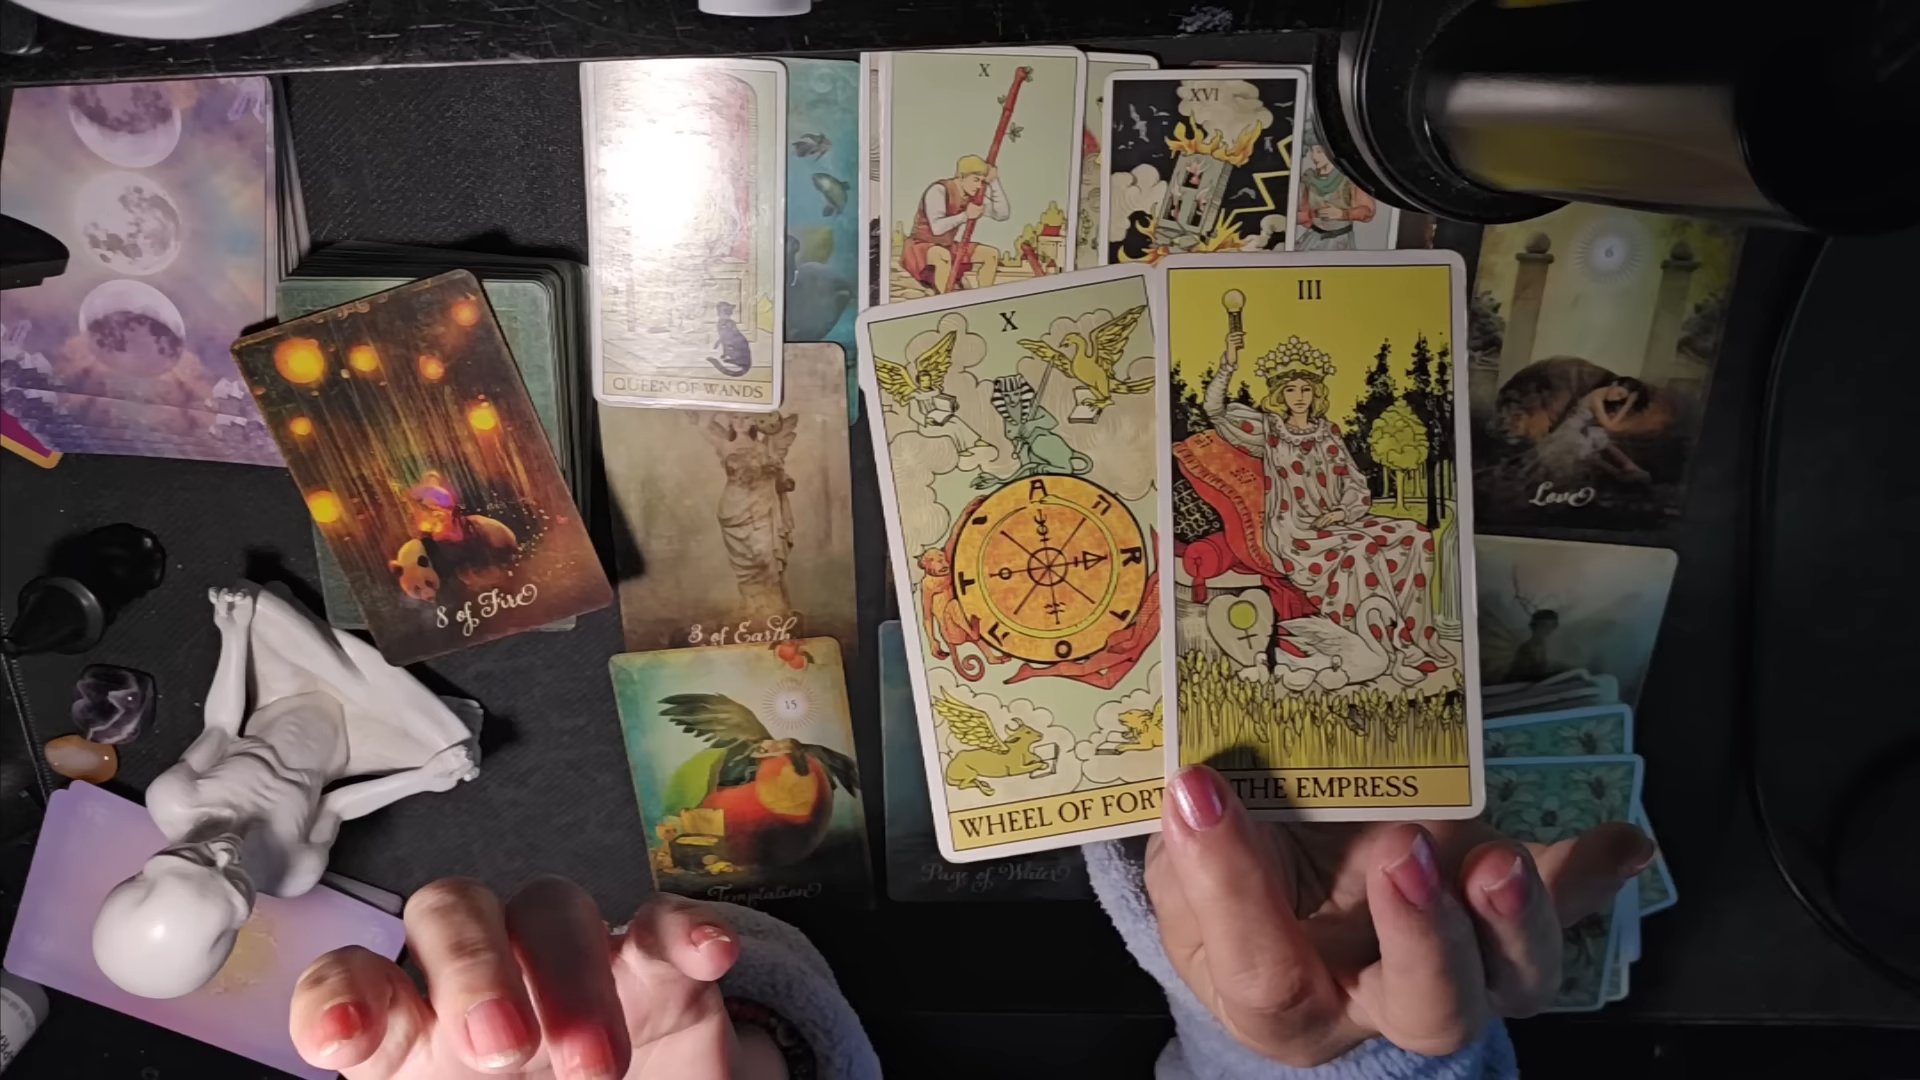 X
XVI
6
QUEEN OF WANDS
X
III
Love
8 of Fire
A
R
O
T
3 of Earth
15
WHEEL OF FORT
THE EMPRESS
Page of Water
Temptation